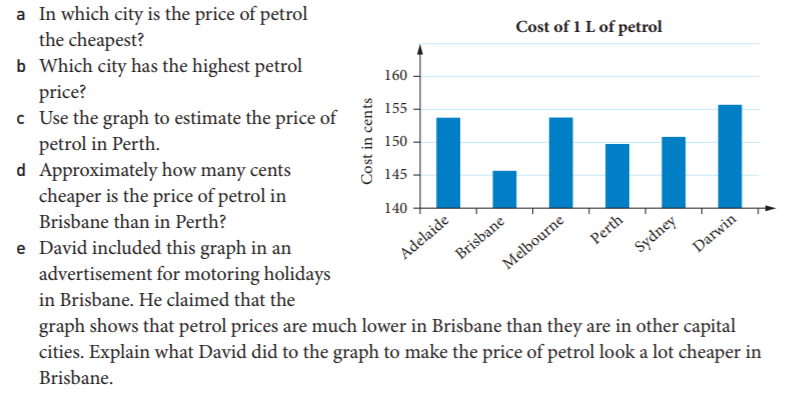 a In which city is the price of petrol
the cheapest?
b Which city has the highest petrol
price?
c Use the graph to estimate the price of
petrol in Perth.
d Approximately how many cents
cheaper is the price of petrol in
Brisbane than in Perth?
e David included this graph in an
advertisement for motoring holidays
in Brisbane. He claimed that the
graph shows that petrol prices are much lower in Brisbane than they are in other capital
cities. Explain what David did to the graph to make the price of petrol look a lot cheaper in
Brisbane.
Cost of 1 L of petrol
Cost in cents
160
155
150
145
140
Adelaide
Brisbane
Melbourne
Perth
Sydney
Darwin